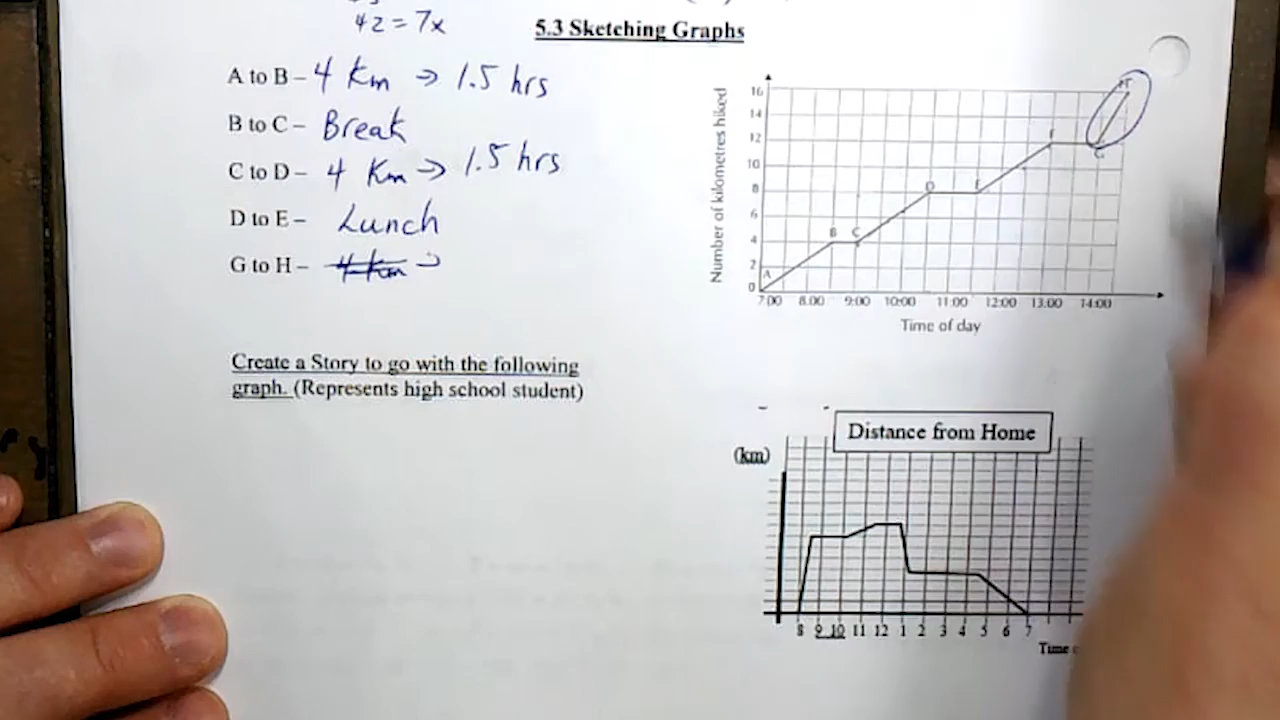 42 = 7x
5.3 Sketching Graphs
A to B – 4 Km → 1.5 hrs
B to C – Break
C to D – 4 Km → 1.5 hrs
D to E – Lunch
G to H – 4 km
Number of kilometres hiked
16
14
12
10
8
6
4
2
0
A
B
C
D
E
F
G
H
7:00 8:00 9:00 10:00 11:00 12:00 13:00 14:00
Time of day
Create a Story to go with the following
graph. (Represents high school student)
Distance from Home
(km)
8 9 10 11 12 1 2 3 4 5 6 7
Time